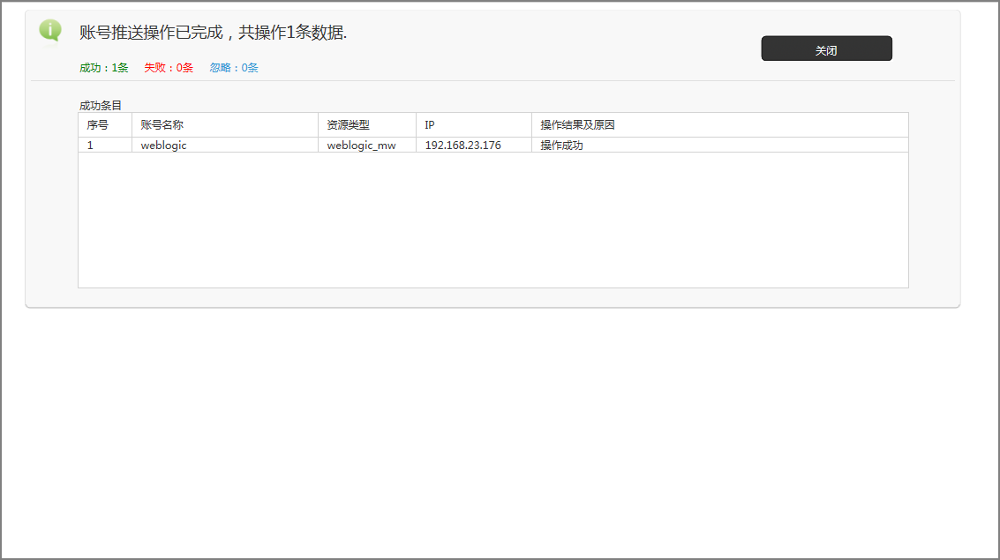 账号推送操作已完成，共操作1条数据.
关闭
成功：1条 失败：0条 忽略：0条
成功条目
序号 账号名称 资源类型 IP 操作结果及原因
1 weblogic weblogic_mw 192.168.23.176 操作成功